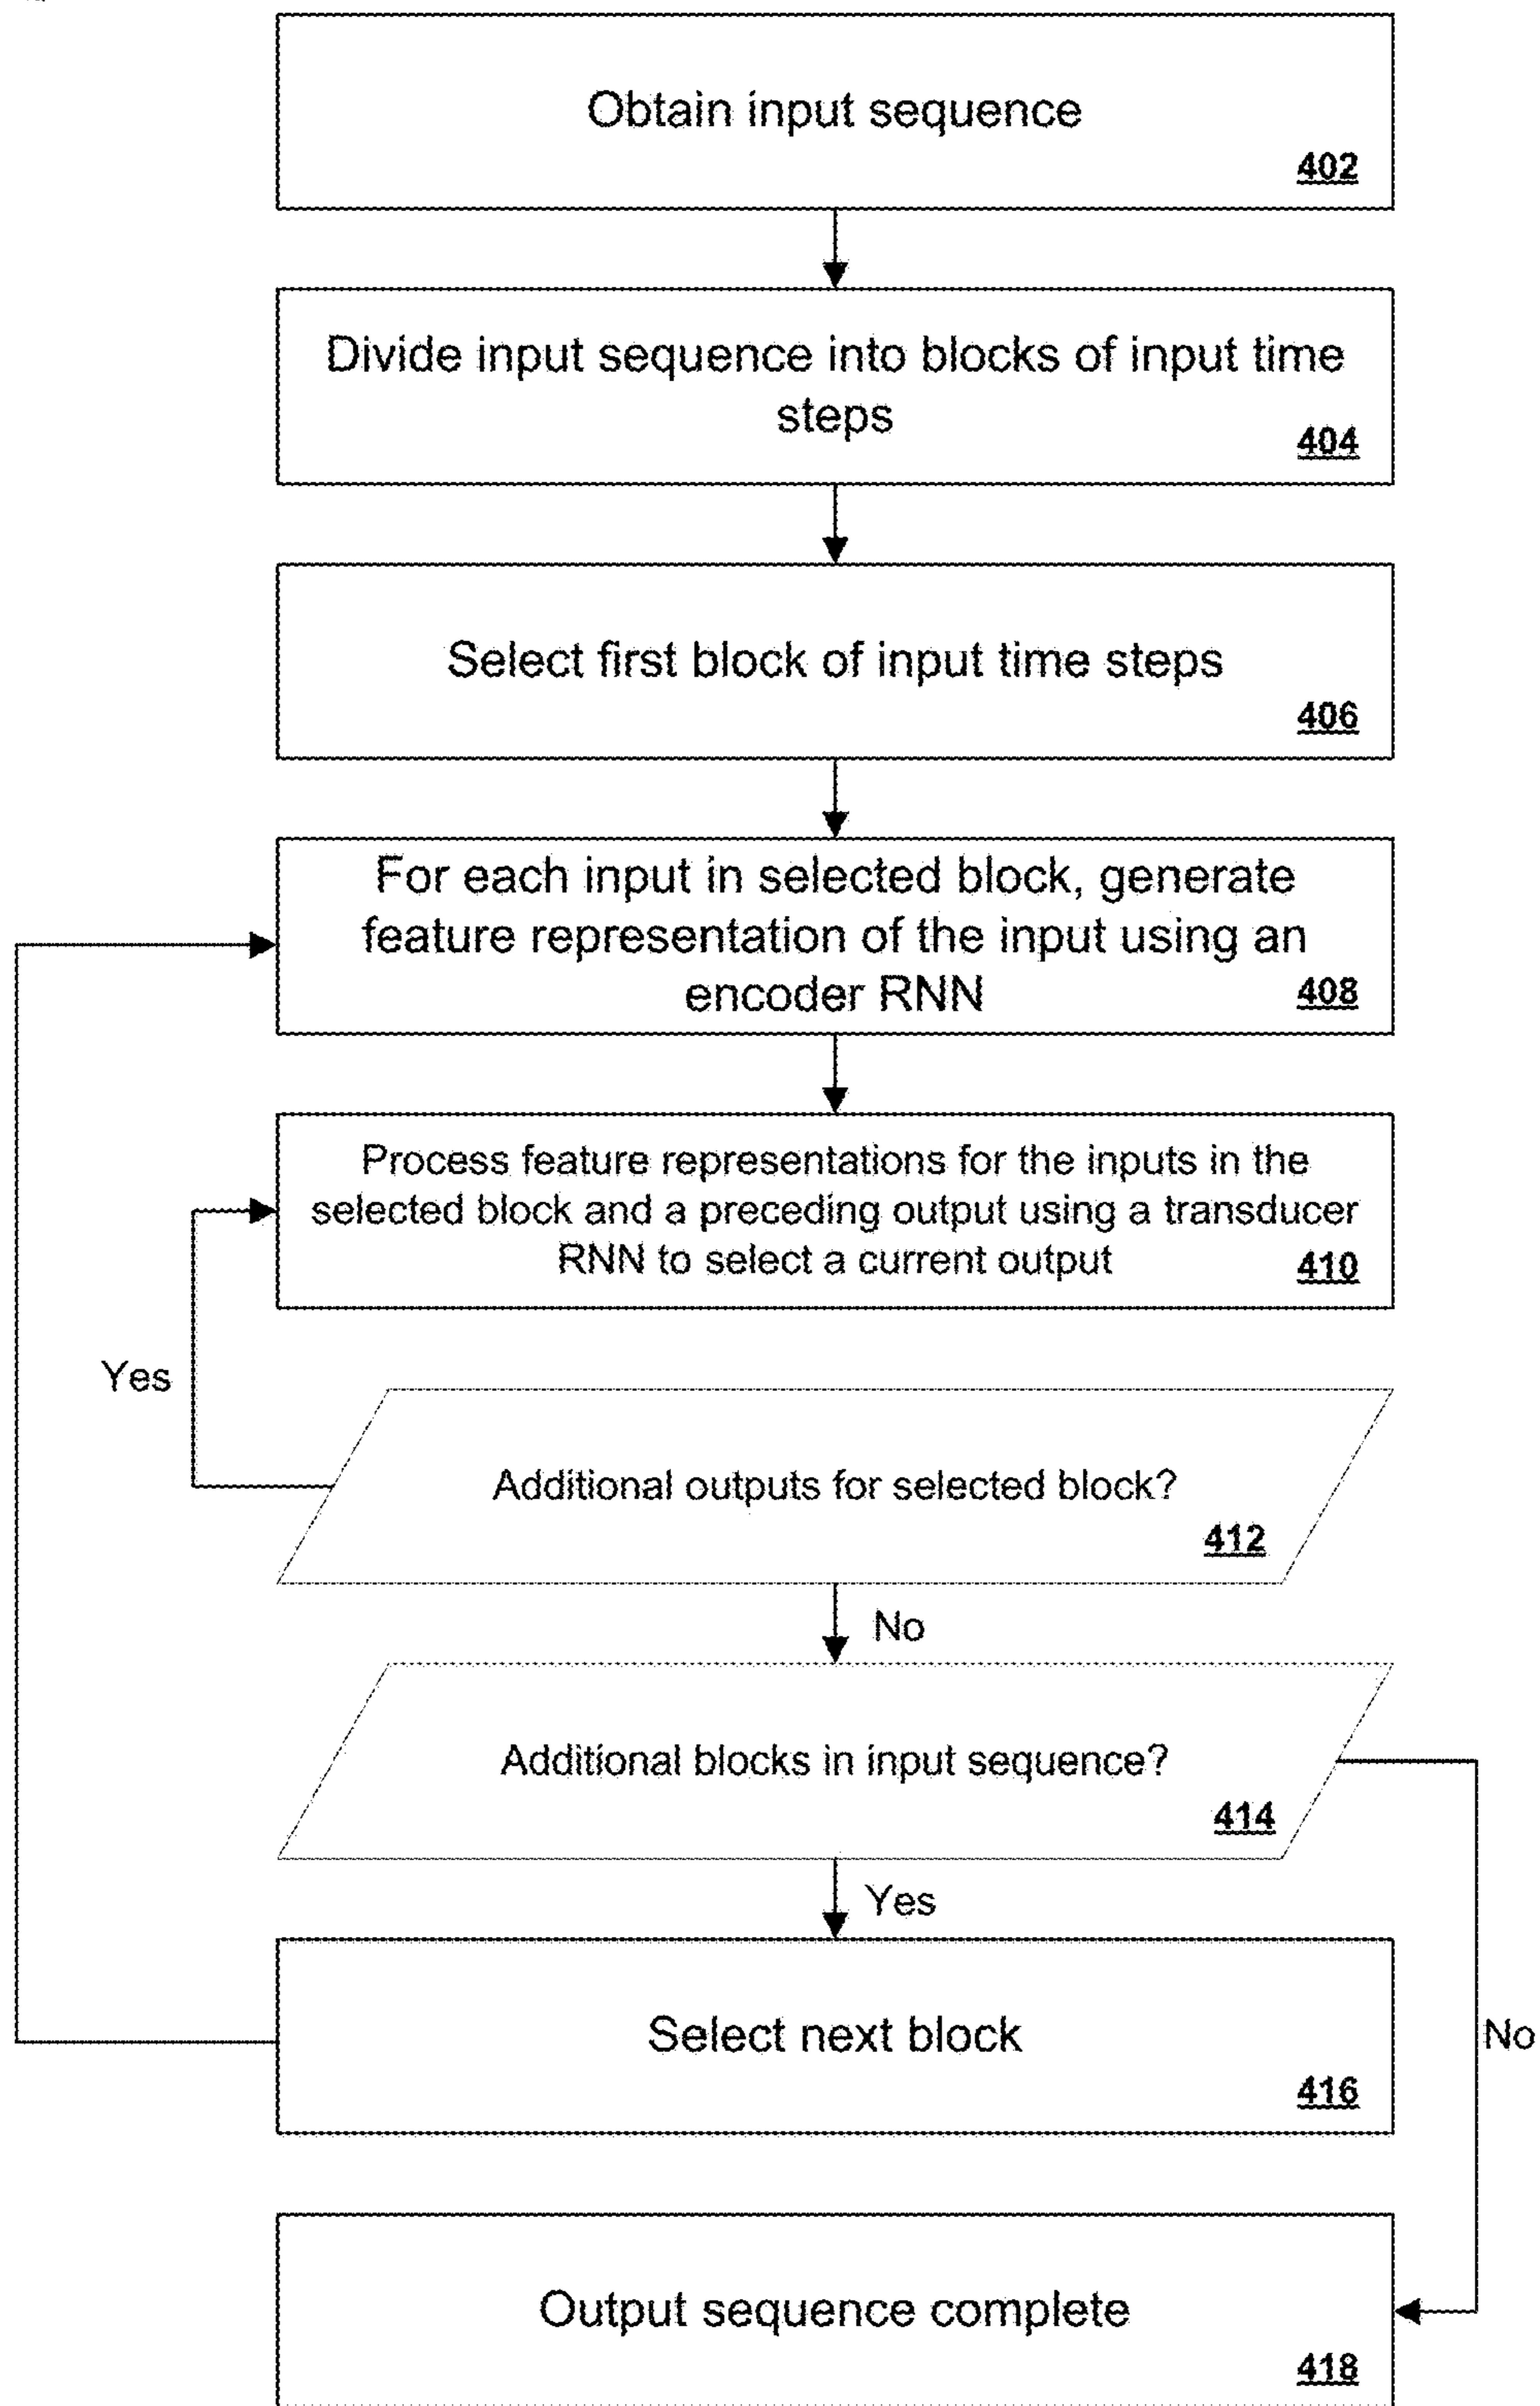 Obtain input sequence
402
Divide input sequence into blocks of input time
steps
404
Select first block of input time steps
406
For each input in selected block, generate
feature representation of the input using an
encoder RNN
408
Process feature representations for the inputs in the
selected block and a preceding output using a transducer
RNN to select a current output
410
Yes
Additional outputs for selected block?
412
No
Additional blocks in input sequence?
414
Yes
Select next block
416
No
Output sequence complete
418